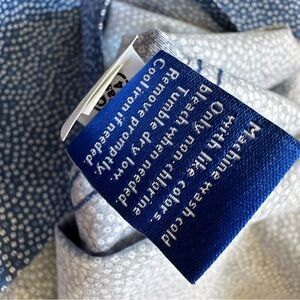 Machine wash cold
with like colors.
Only non-chlorine
bleach when needed
Tumble dry low.
Remove promptly.
Cool iron if needed.